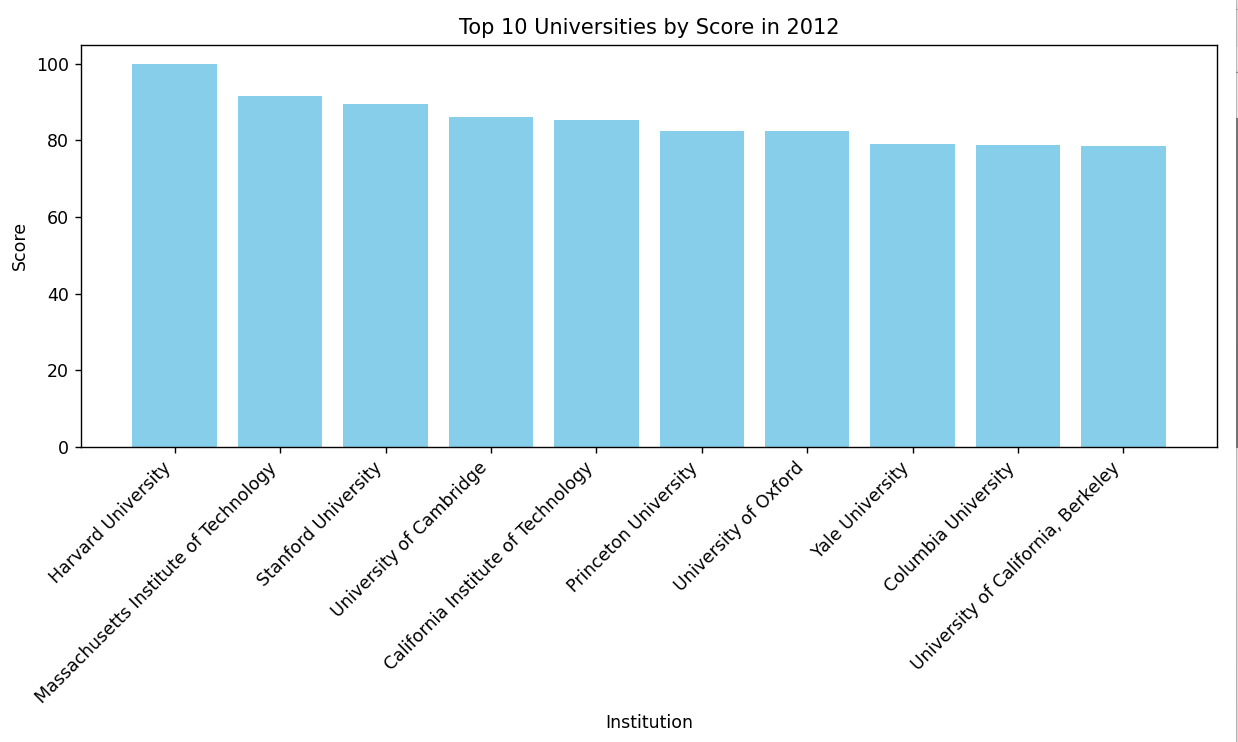 Top 10 Universities by Score in 2012
100
80
60
40
20
0
Score
Harvard University
Massachusetts Institute of Technology
Stanford University
University of Cambridge
California Institute of Technology
Princeton University
University of Oxford
Yale University
Columbia University
University of California, Berkeley
Institution